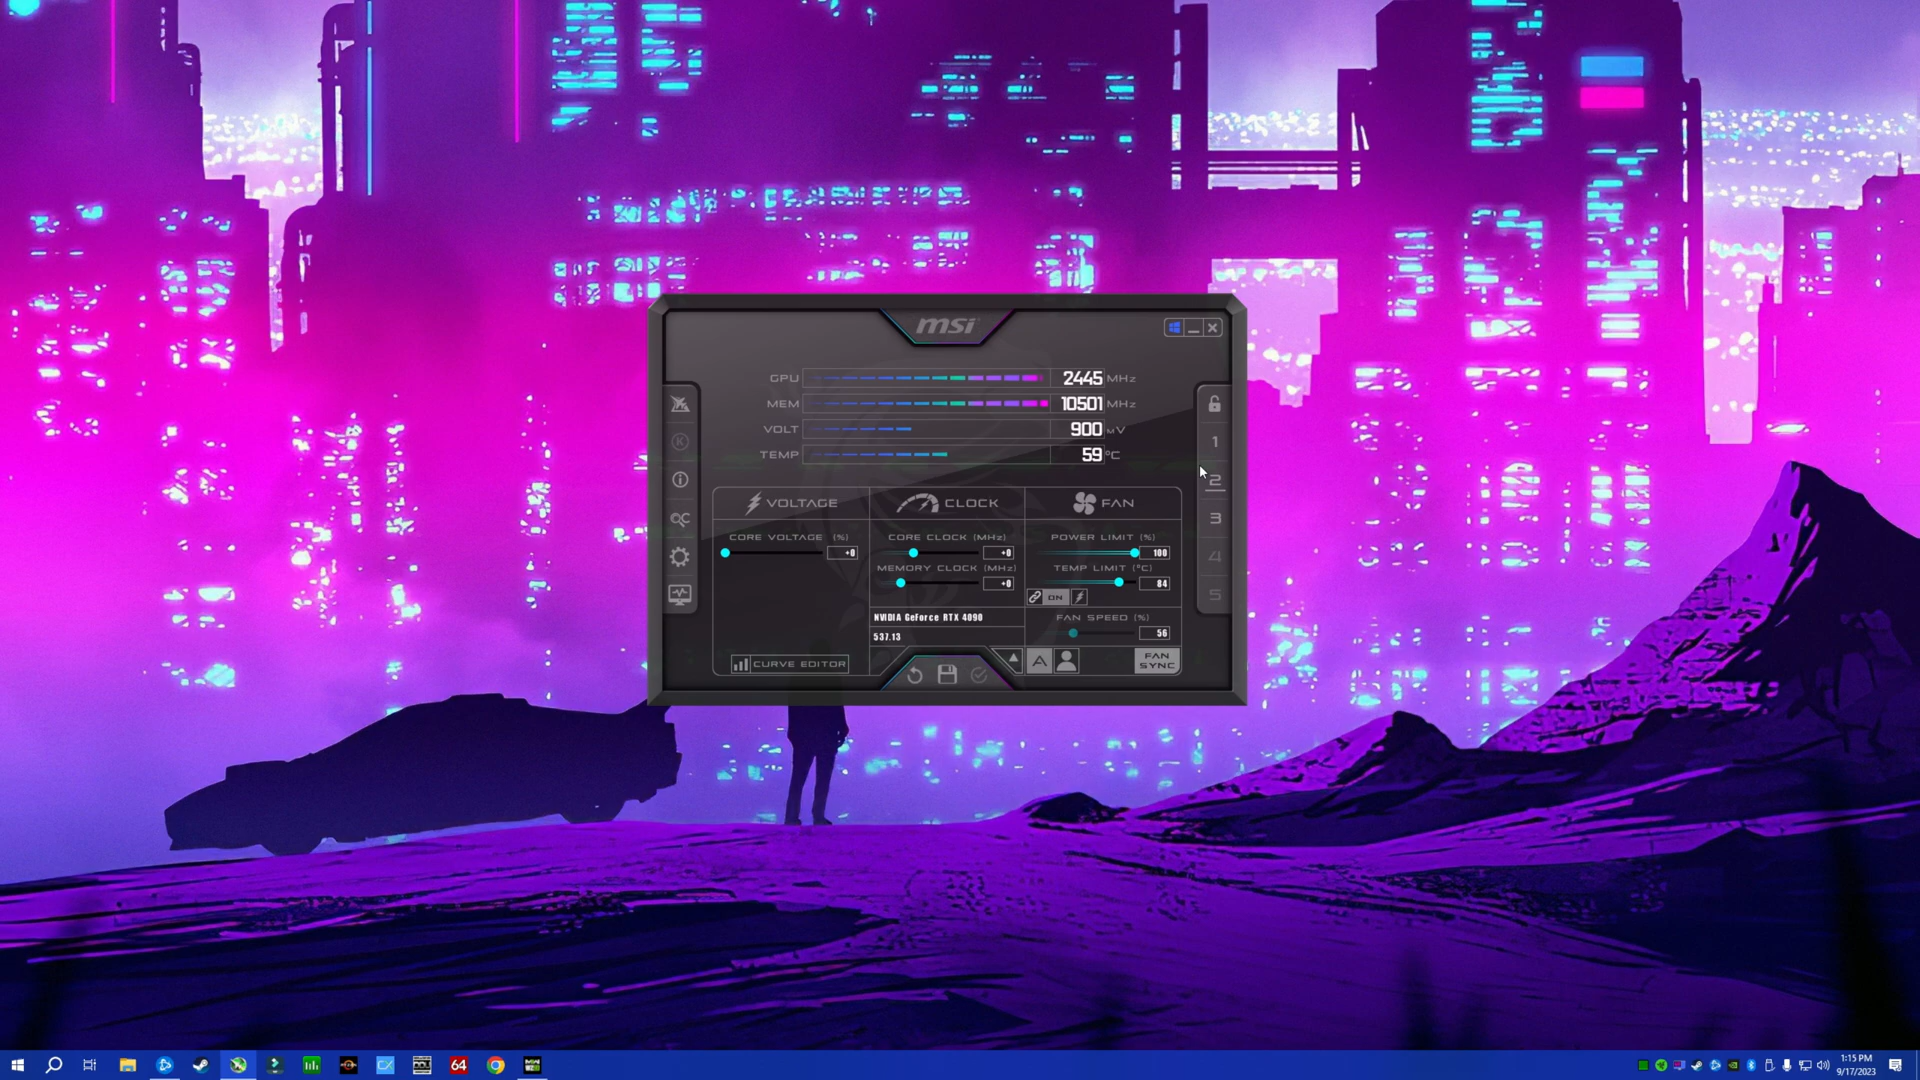 msi
GPU 2445 MHz
MEM 10501 MHz
VOLT 900 MV
TEMP 59 °C
K
OC
1
2
3
4
5
VOLTAGE
CLOCK
FAN
CORE VOLTAGE (%)
+0
CORE CLOCK (MHz)
+0
MEMORY CLOCK (MHz)
+0
POWER LIMIT (%)
100
TEMP LIMIT (°C)
84
ON
NVIDIA GeForce RTX 4090
537.13
FAN SPEED (%)
56
CURVE EDITOR
A
FAN
SYNC
64
1:15 PM
9/17/2023